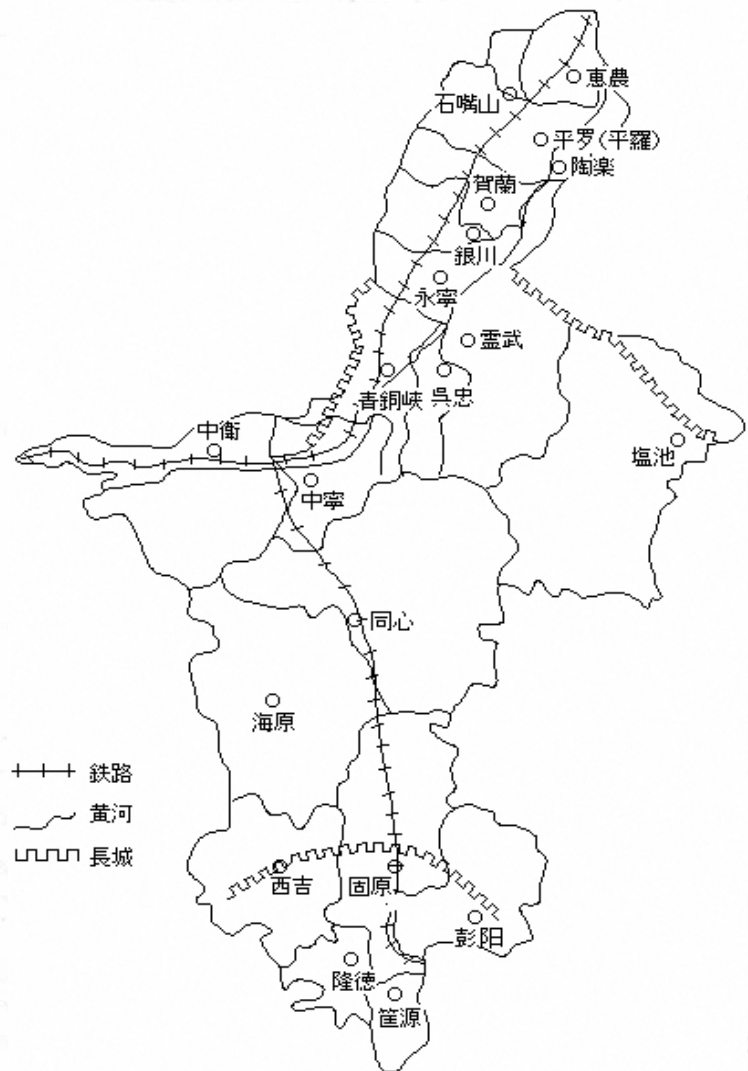 恵農
石嘴山
平罗(平羅)
陶楽
賀蘭
銀川
永寧
霊武
青銅峡
呉忠
中衛
塩池
中寧
同心
海原
鉄路
黄河
長城
西吉
固原
彭阳
隆徳
筐源